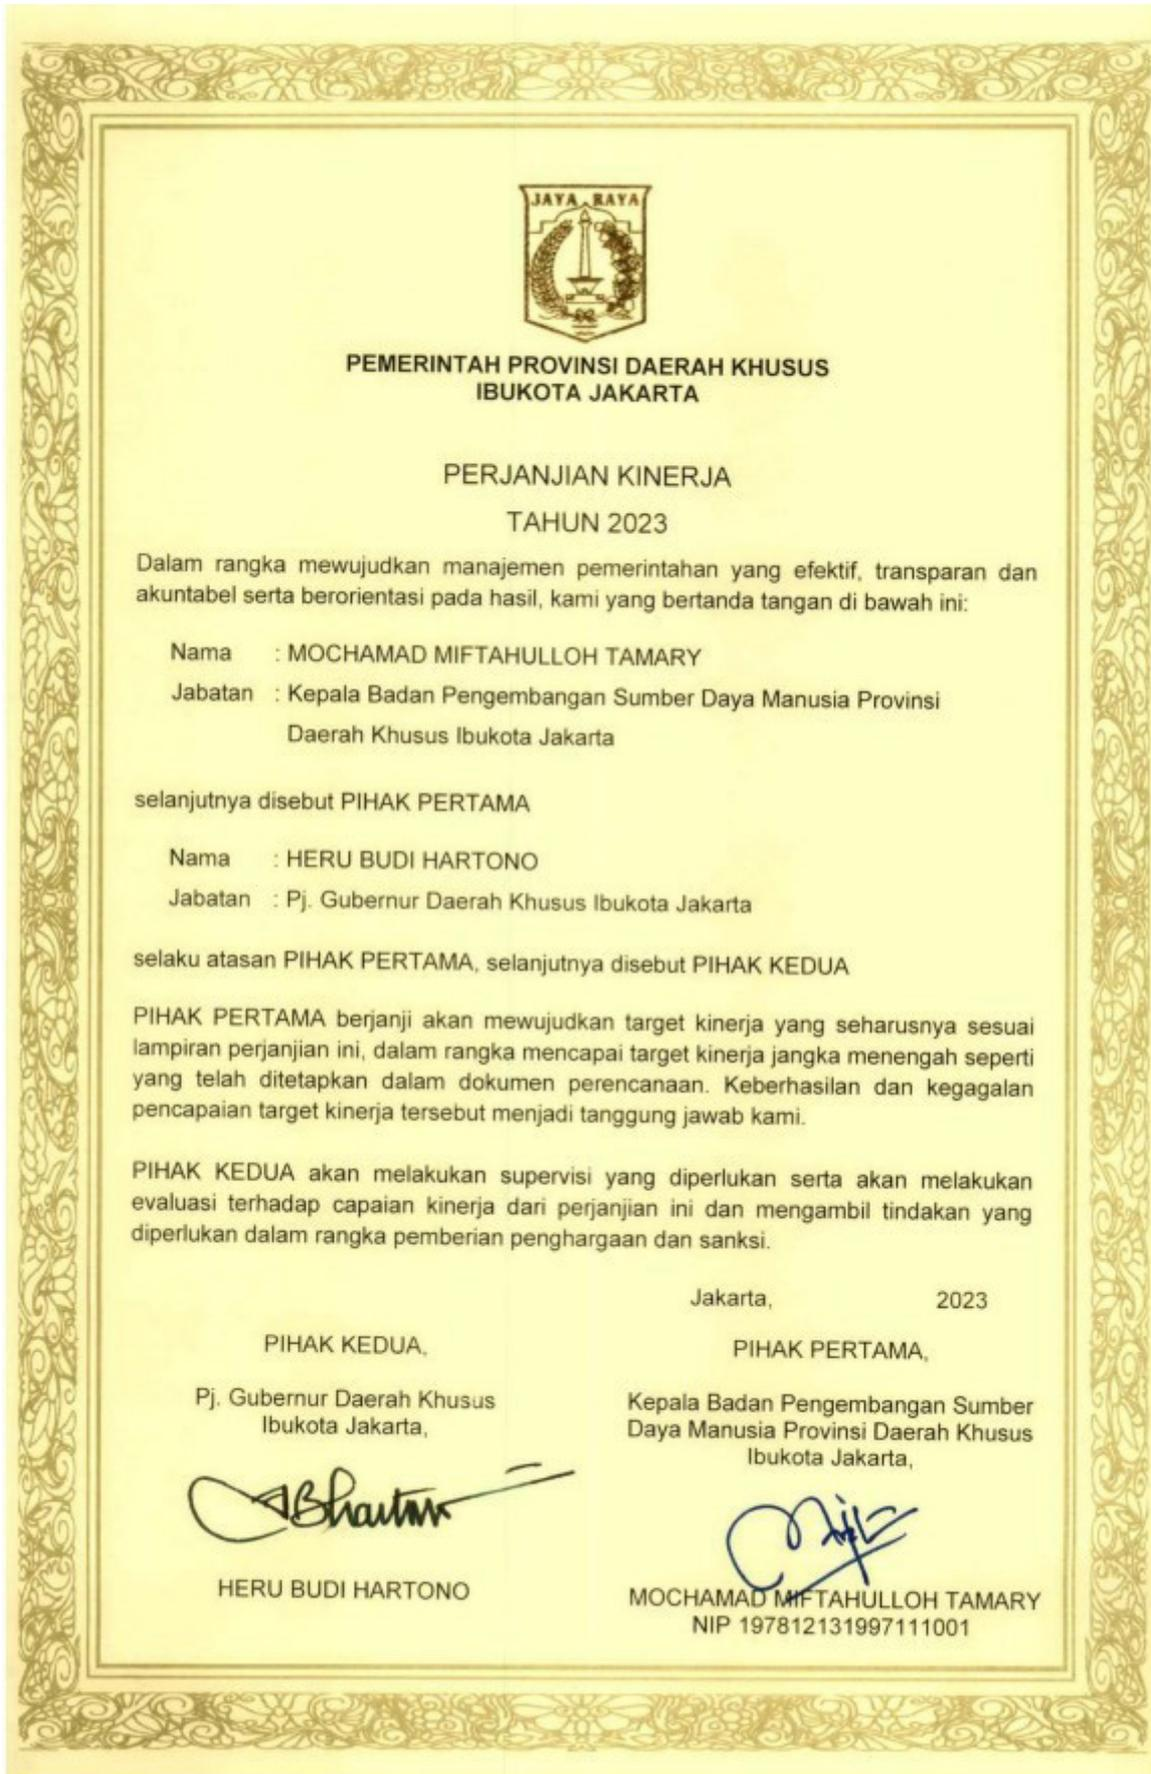 JAYA RAYA
PEMERINTAH PROVINSI DAERAH KHUSUS
IBUKOTA JAKARTA
PERJANJIAN KINERJA
TAHUN 2023
Dalam rangka mewujudkan manajemen pemerintahan yang efektif, transparan dan
akuntabel serta berorientasi pada hasil, kami yang bertanda tangan di bawah ini:
Nama : MOCHAMAD MIFTAHULLOH TAMARY
Jabatan : Kepala Badan Pengembangan Sumber Daya Manusia Provinsi
Daerah Khusus Ibukota Jakarta
selanjutnya disebut PIHAK PERTAMA
Nama : HERU BUDI HARTONO
Jabatan : Pj. Gubernur Daerah Khusus Ibukota Jakarta
selaku atasan PIHAK PERTAMA, selanjutnya disebut PIHAK KEDUA
PIHAK PERTAMA berjanji akan mewujudkan target kinerja yang seharusnya sesuai
lampiran perjanjian ini, dalam rangka mencapai target kinerja jangka menengah seperti
yang telah ditetapkan dalam dokumen perencanaan. Keberhasilan dan kegagalan
pencapaian target kinerja tersebut menjadi tanggung jawab kami.
PIHAK KEDUA akan melakukan supervisi yang diperlukan serta akan melakukan
evaluasi terhadap capaian kinerja dari perjanjian ini dan mengambil tindakan yang
diperlukan dalam rangka pemberian penghargaan dan sanksi.
Jakarta, 2023
PIHAK KEDUA,
Pj. Gubernur Daerah Khusus
Ibukota Jakarta,
HERU BUDI HARTONO
PIHAK PERTAMA,
Kepala Badan Pengembangan Sumber
Daya Manusia Provinsi Daerah Khusus
Ibukota Jakarta,
MOCHAMAD MIFTAHULLOH TAMARY
NIP 197812131997111001